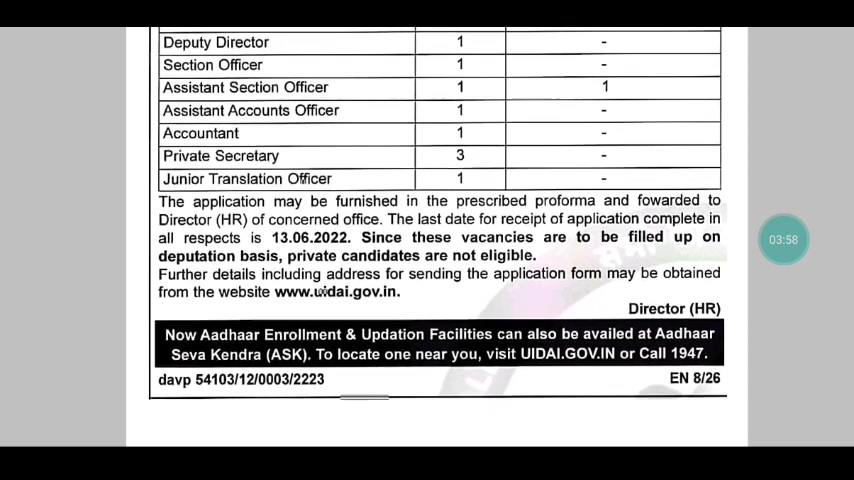 Deputy Director 1 -
Section Officer 1 -
Assistant Section Officer 1 1
Assistant Accounts Officer 1 -
Accountant 1 -
Private Secretary 3 -
Junior Translation Officer 1 -
The application may be furnished in the prescribed proforma and fowarded to
Director (HR) of concerned office. The last date for receipt of application complete in
all respects is 13.06.2022. Since these vacancies are to be filled up on
deputation basis, private candidates are not eligible.
Further details including address for sending the application form may be obtained
from the website www.uidai.gov.in.
Director (HR)
Now Aadhaar Enrollment & Updation Facilities can also be availed at Aadhaar
Seva Kendra (ASK). To locate one near you, visit UIDAI.GOV.IN or Call 1947.
davp 54103/12/0003/2223 EN 8/26
03:58